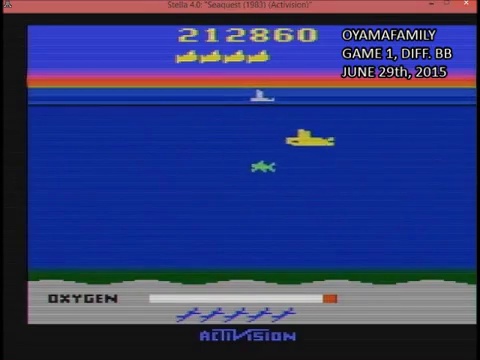 Stella 4.0: "Seaquest (1983) (Activision)"
212860
OYAMAFAMILY
GAME 1, DIFF. BB
JUNE 29th, 2015
OXYGEN
ACTIVISION